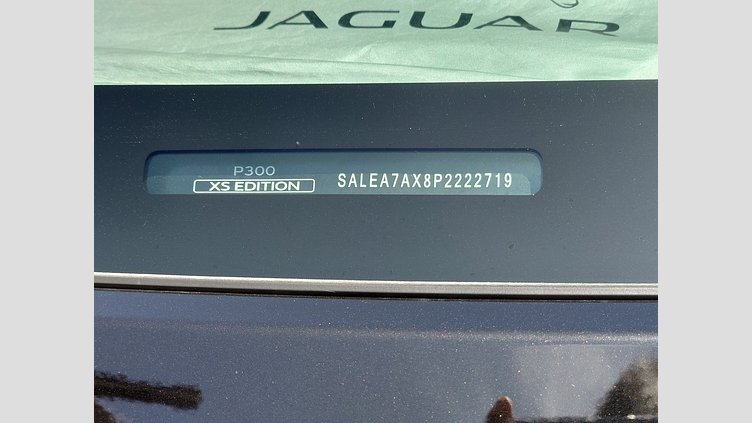 JAGUAR
P300
XS EDITION
SALEA7AX8P2222719